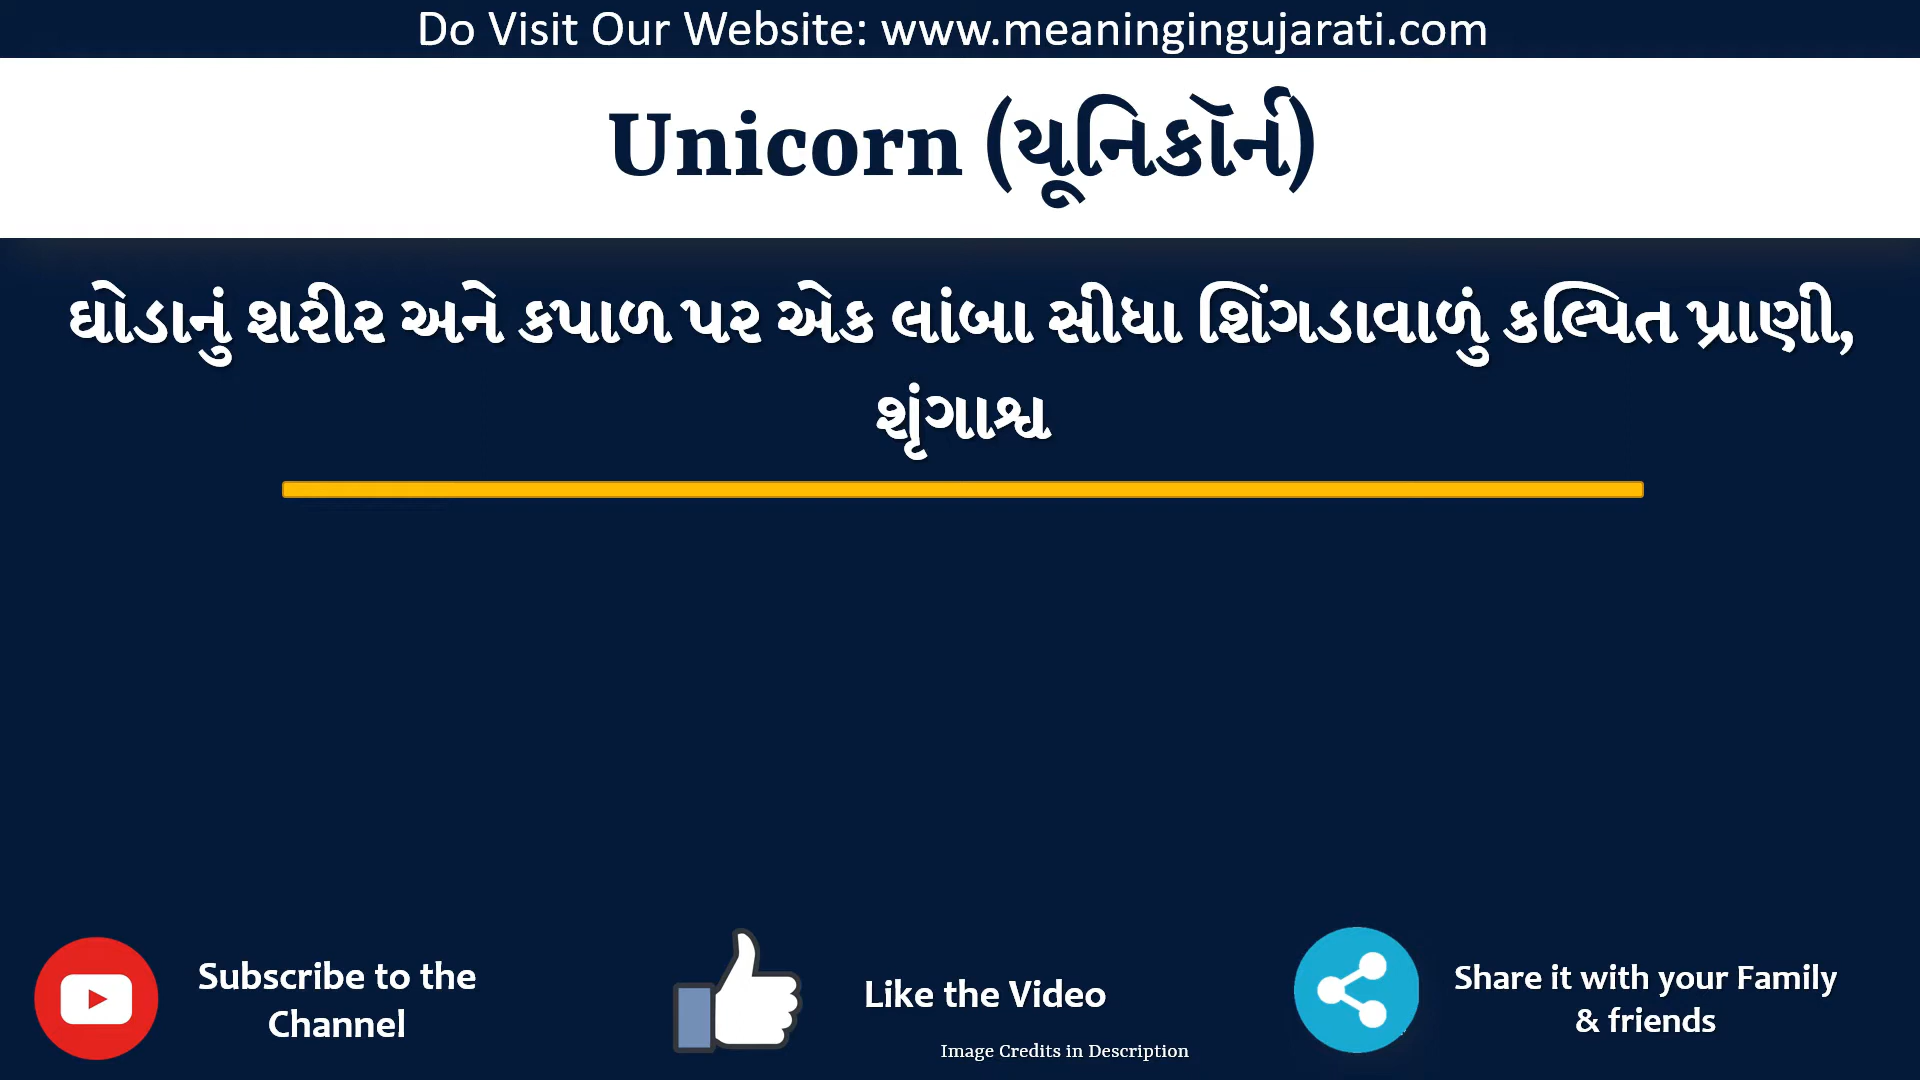 Do Visit Our Website: www.meaningingujarati.com
Unicorn (યૂનિકૉર્ન)
ઘોડાનું શરીર અને કપાળ પર એક લાંબા સીધા શિંગડાવાળું કલ્પિત પ્રાણી,
શૃંગાશ્વ
Subscribe to the
Channel
Like the Video
Share it with your Family
& friends
Image Credits in Description